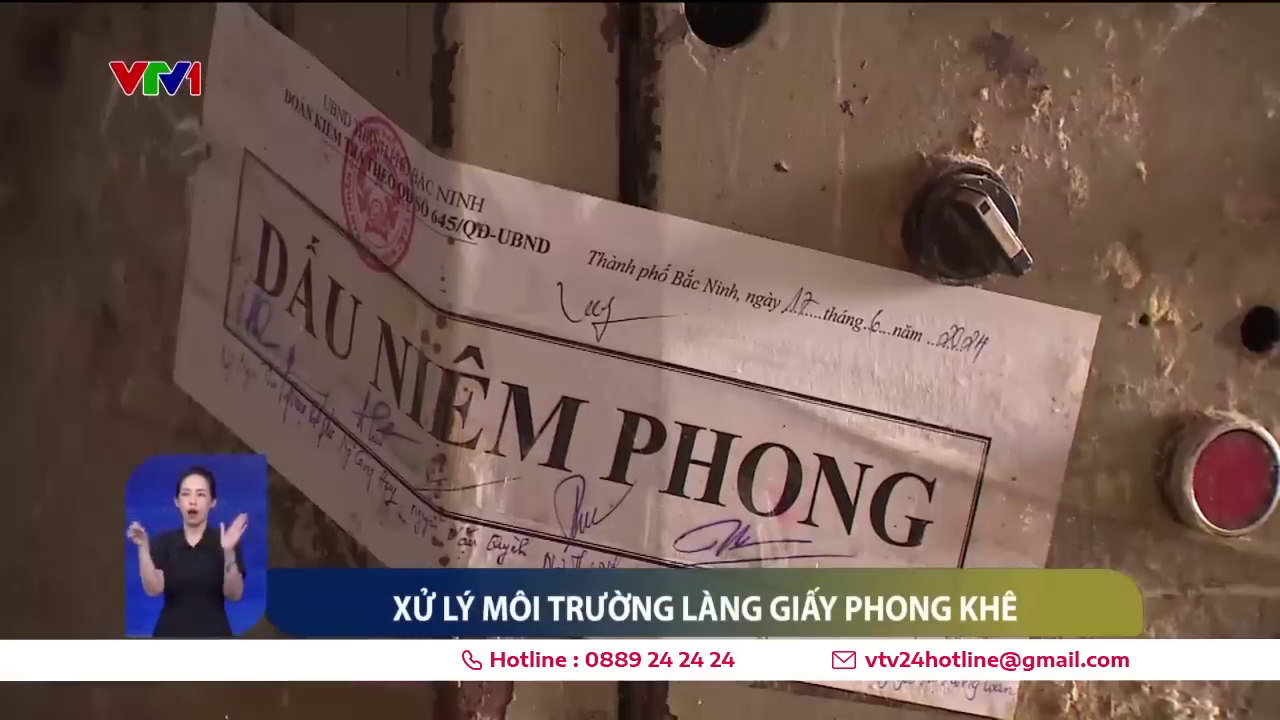 VTV1
UBND THÀNH PHỐ BẮC NINH
ĐOÀN KIỂM TRA THEO QĐ SỐ 645/QĐ-UBND
Thành phố Bắc Ninh, ngày 17 tháng 6 năm 2024
DẤU NIÊM PHONG
XỬ LÝ MÔI TRƯỜNG LÀNG GIẤY PHONG KHÊ
Hotline : 0889 24 24 24
vtv24hotline@gmail.com